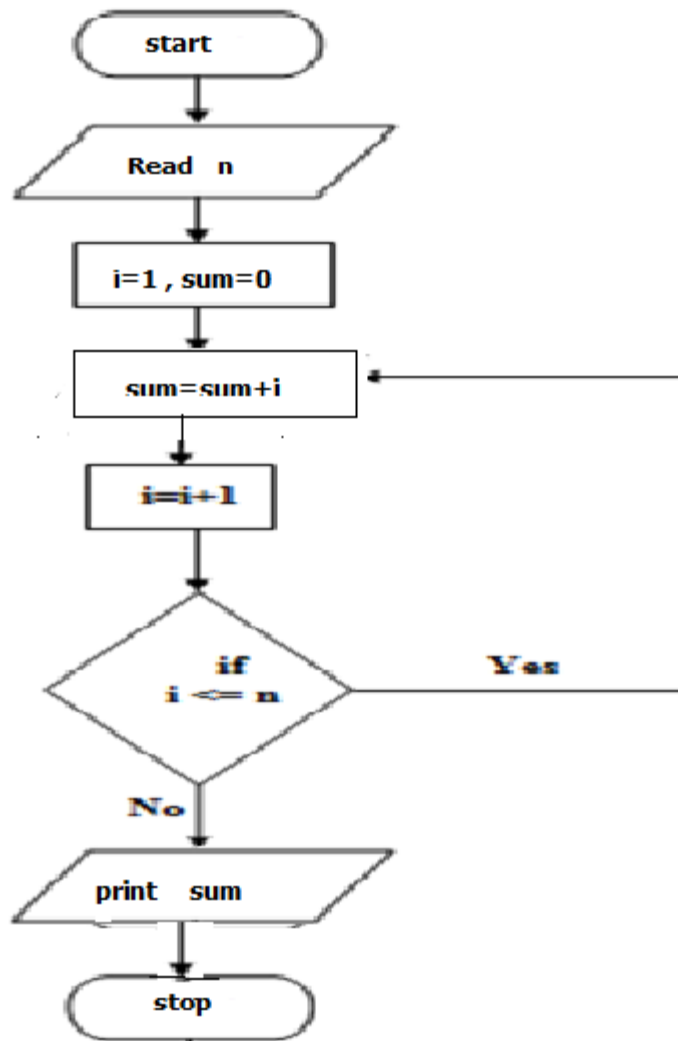 start
Read n
i=1 , sum=0
sum=sum+i
i=i+1
if
i <= n
Yes
No
print sum
stop